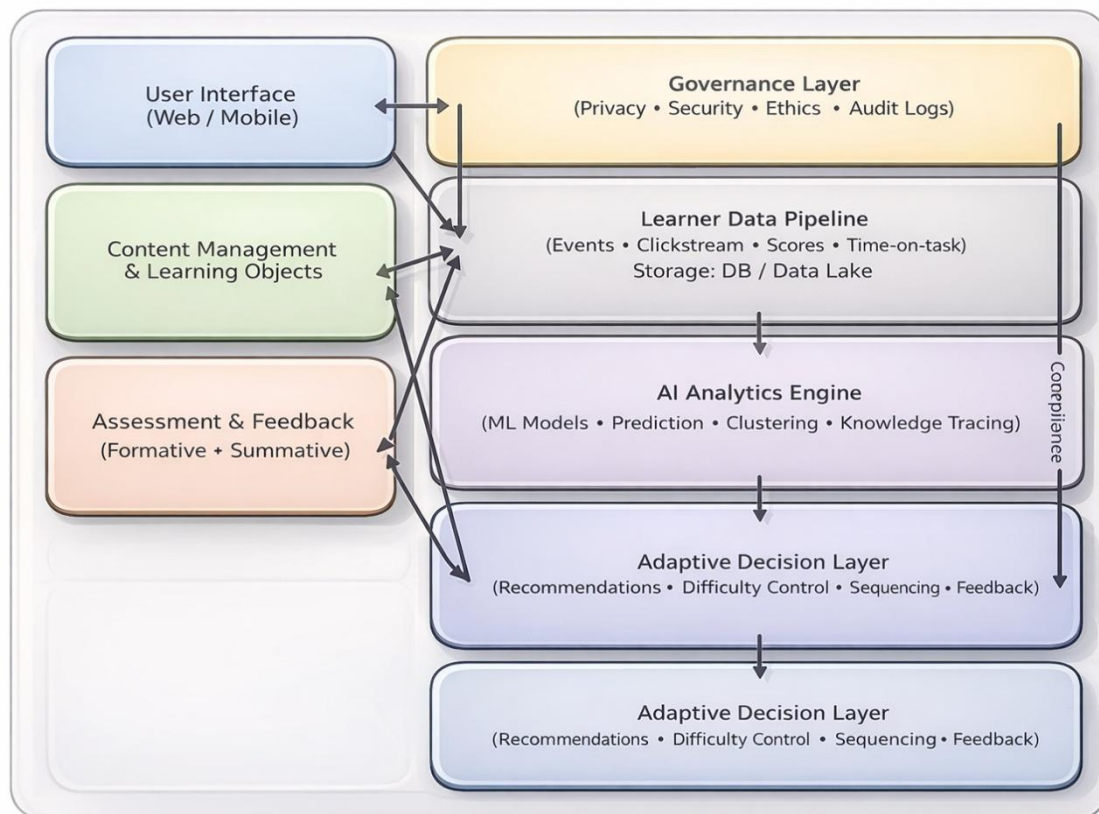 User Interface
(Web / Mobile)
Governance Layer
(Privacy • Security • Ethics • Audit Logs)
Content Management
& Learning Objects
Learner Data Pipeline
(Events • Clickstream • Scores • Time-on-task)
Storage: DB / Data Lake
Assessment & Feedback
(Formative + Summative)
AI Analytics Engine
(ML Models • Prediction • Clustering • Knowledge Tracing)
Conepliance
Adaptive Decision Layer
(Recommendations • Difficulty Control • Sequencing • Feedback)
Adaptive Decision Layer
(Recommendations • Difficulty Control • Sequencing • Feedback)